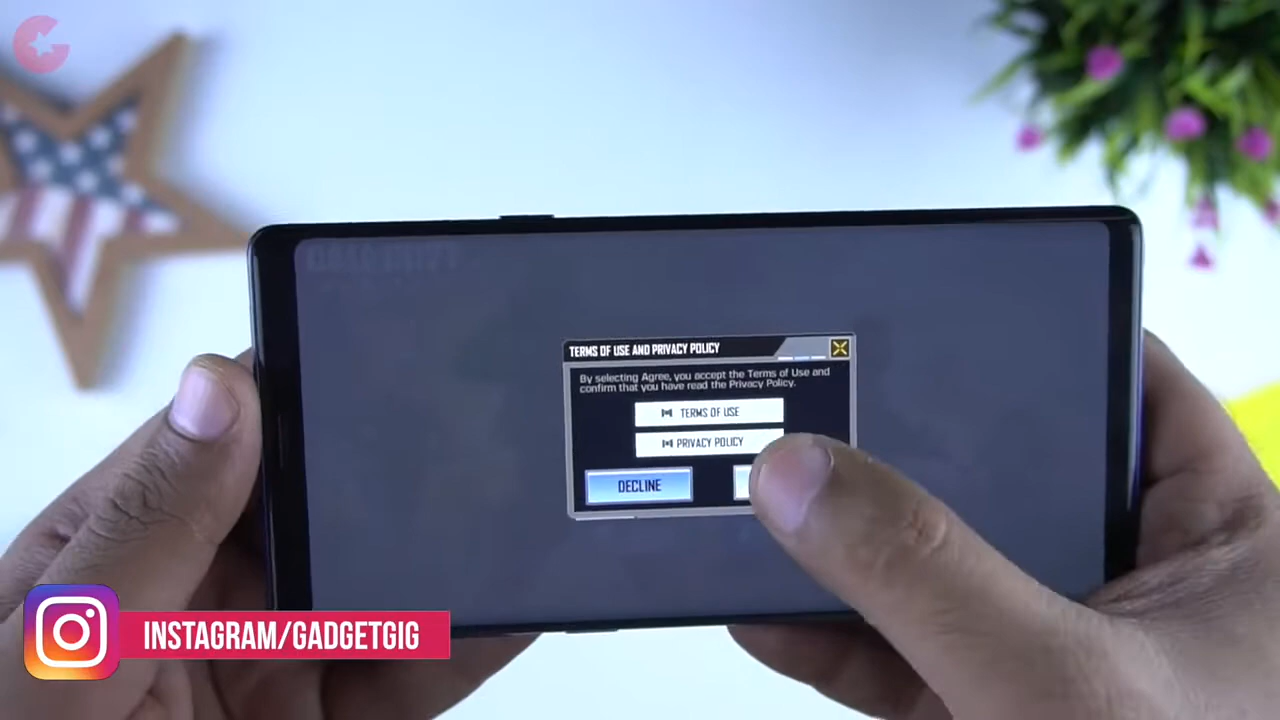 TERMS OF USE AND PRIVACY POLICY
By selecting Agree, you accept the Terms of Use and
confirm that you have read the Privacy Policy.
TERMS OF USE
PRIVACY POLICY
DECLINE
INSTAGRAM/GADGETGIG